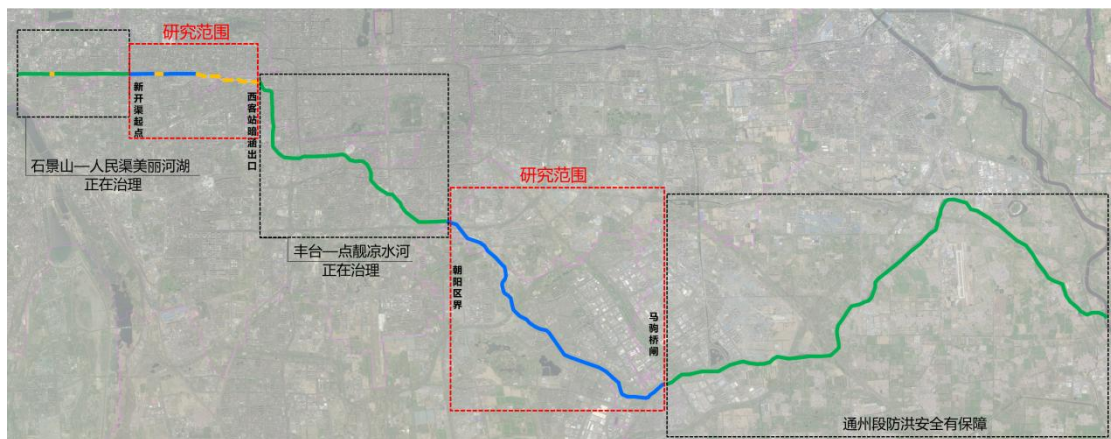 研究范围
新开渠起点
西客站暗涵出口
石景山—人民渠美丽河湖
正在治理
丰台—点靓凉水河
正在治理
研究范围
朝阳区界
马驹桥闸
通州段防洪安全有保障